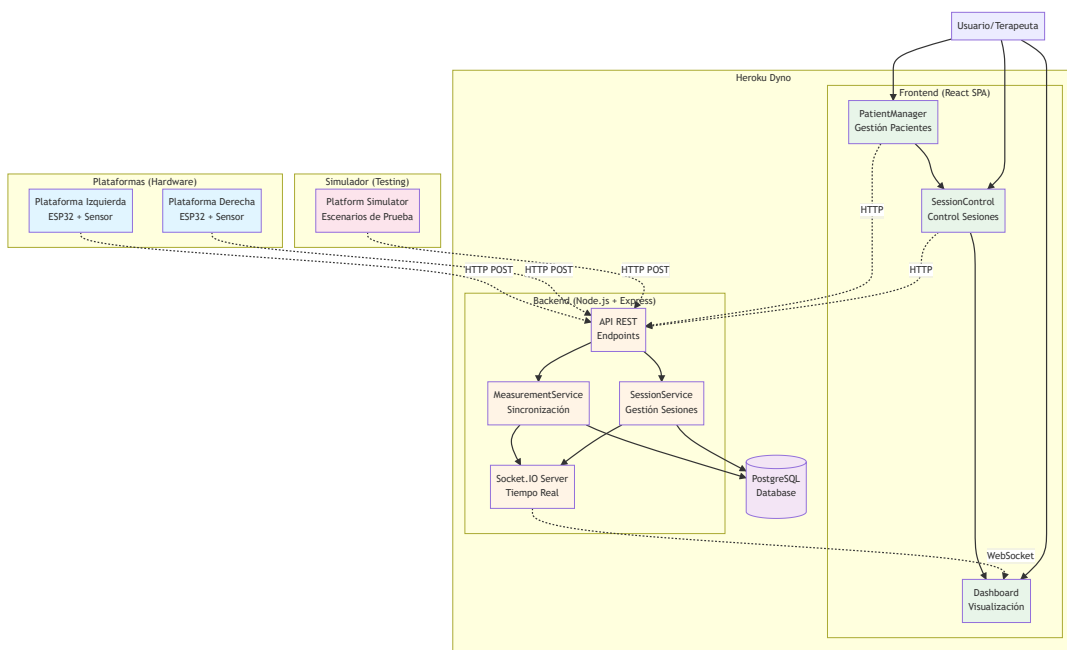 Usuario/Terapeuta
Heroku Dyno
Frontend (React SPA)
PatientManager
Gestión Pacientes
Plataformas (Hardware)
Plataforma Izquierda
ESP32 + Sensor
Plataforma Derecha
ESP32 + Sensor
Simulador (Testing)
Platform Simulator
Escenarios de Prueba
SessionControl
Control Sesiones
HTTP
HTTP
HTTP POST
HTTP POST
HTTP POST
Backend (Node.js + Express)
API REST
Endpoints
MeasurementService
Sincronización
SessionService
Gestión Sesiones
Socket.IO Server
Tiempo Real
PostgreSQL
Database
WebSocket
Dashboard
Visualización